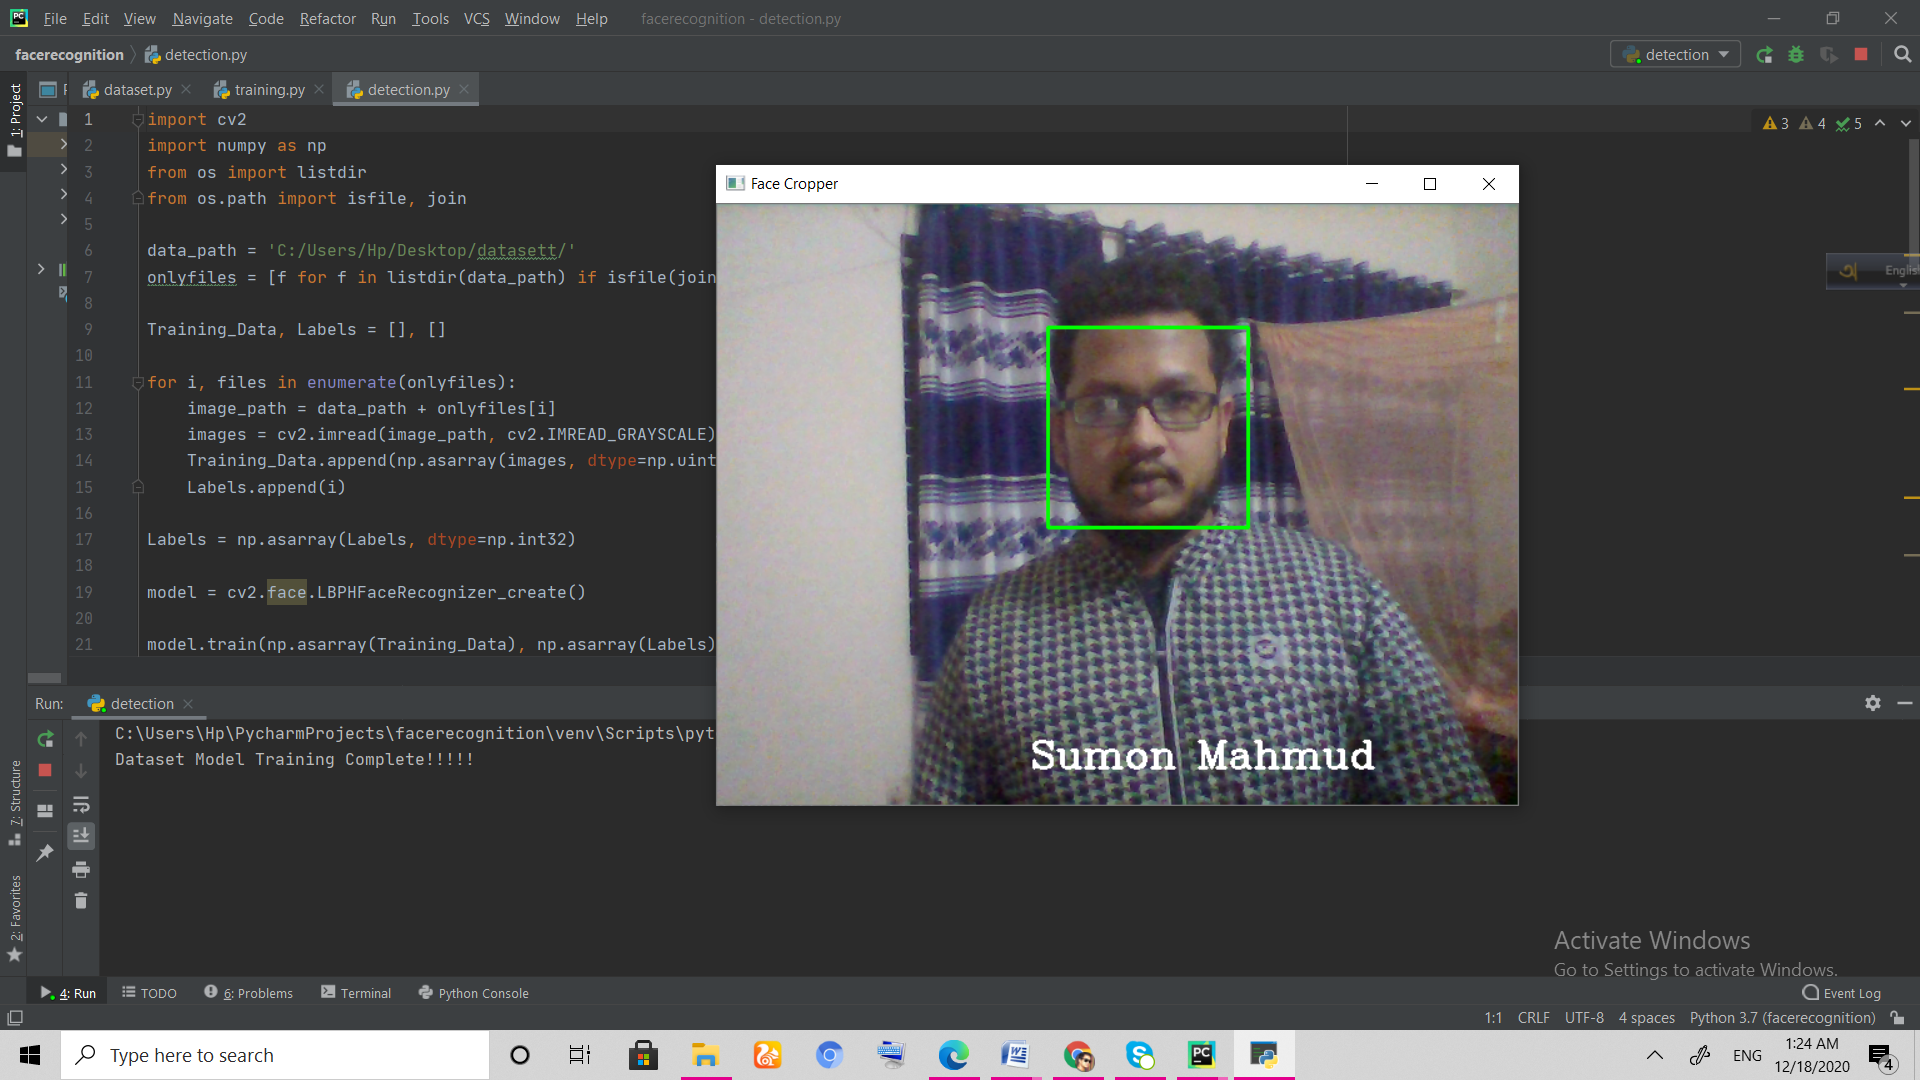 File Edit View Navigate Code Refactor Run Tools VCS Window Help facerecognition - detection.py
facerecognition detection.py detection
1: Project
dataset.py training.py detection.py
1 import cv2
2 import numpy as np
3 from os import listdir
4 from os.path import isfile, join
5
6 data_path = 'C:/Users/Hp/Desktop/datasett/'
7 onlyfiles = [f for f in listdir(data_path) if isfile(join
8
9 Training_Data, Labels = [], []
10
11 for i, files in enumerate(onlyfiles):
12 image_path = data_path + onlyfiles[i]
13 images = cv2.imread(image_path, cv2.IMREAD_GRAYSCALE)
14 Training_Data.append(np.asarray(images, dtype=np.uint
15 Labels.append(i)
16
17 Labels = np.asarray(Labels, dtype=np.int32)
18
19 model = cv2.face.LBPHFaceRecognizer_create()
20
21 model.train(np.asarray(Training_Data), np.asarray(Labels)
3 4 5
Face Cropper
অ Englis
Sumon Mahmud
Run: detection
C:\Users\Hp\PycharmProjects\facerecognition\venv\Scripts\pyt
Dataset Model Training Complete!!!!!
7: Structure
2: Favorites
Activate Windows
Go to Settings to activate Windows.
4: Run TODO 6: Problems Terminal Python Console Event Log
1:1 CRLF UTF-8 4 spaces Python 3.7 (facerecognition)
Type here to search
ENG
1:24 AM
12/18/2020
4